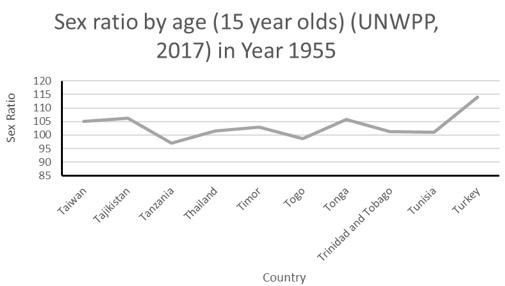 Sex ratio by age (15 year olds) (UNWPP,
2017) in Year 1955
Sex Ratio
120
115
110
105
100
95
90
85
Taiwan
Tajikistan
Tanzania
Thailand
Timor
Togo
Tonga
Trinidad and Tobago
Tunisia
Turkey
Country